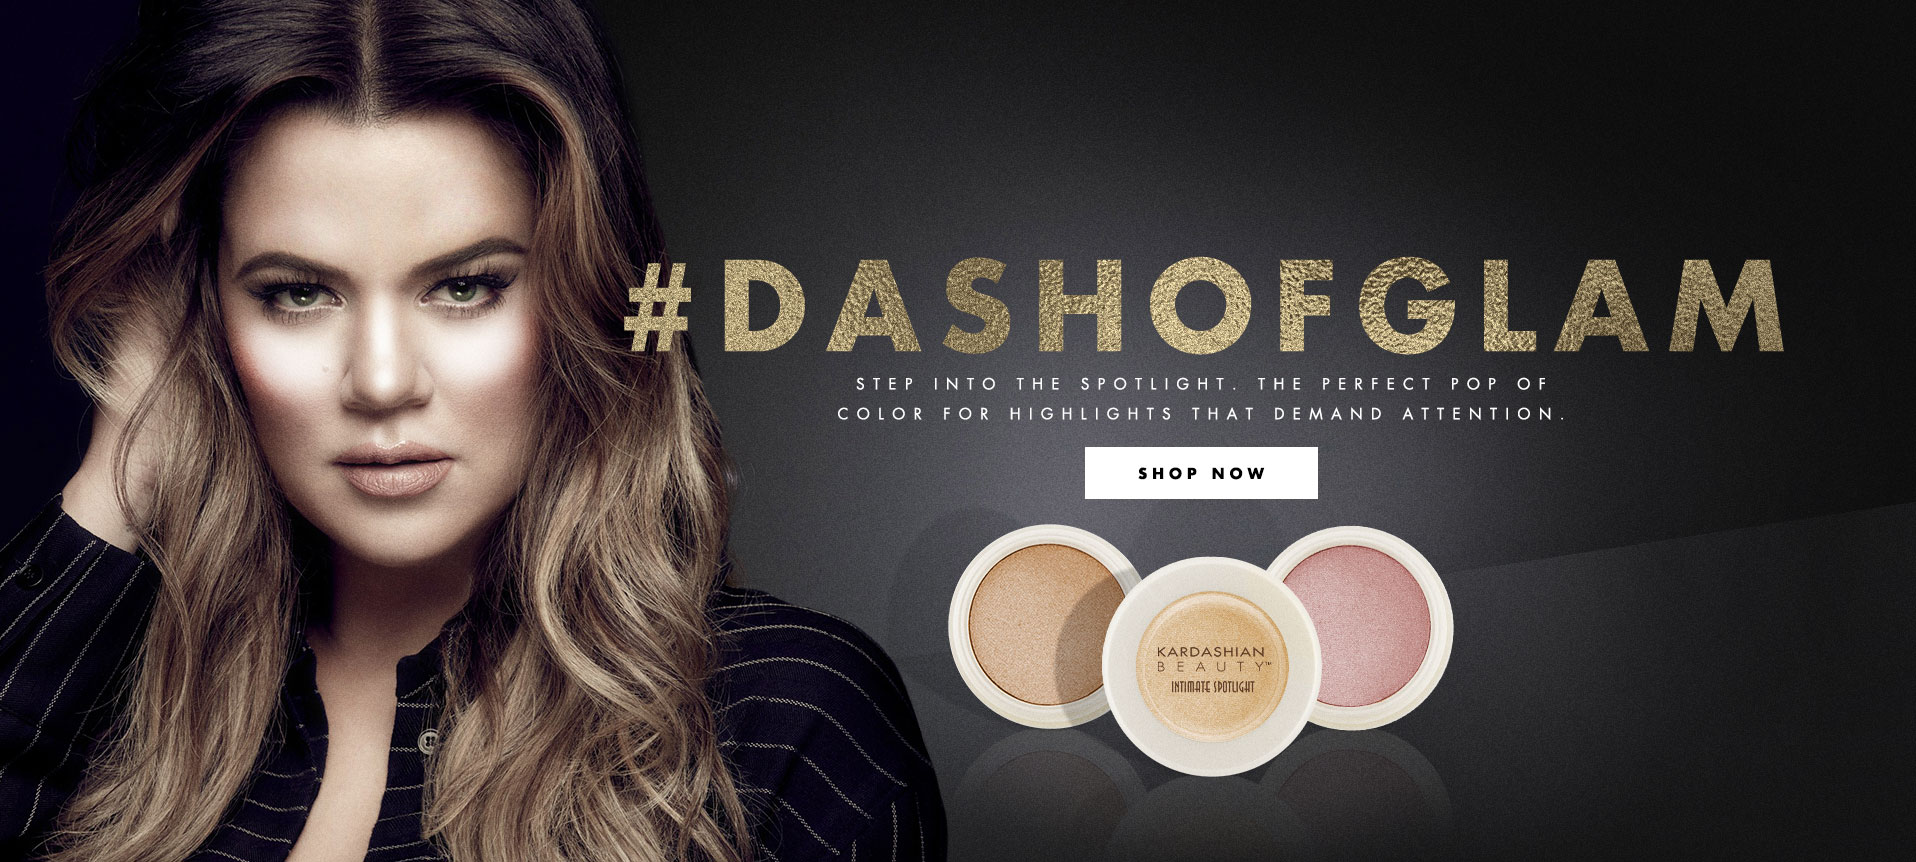 #DASHOFGLAM
STEP INTO THE SPOTLIGHT. THE PERFECT POP OF
COLOR FOR HIGHLIGHTS THAT DEMAND ATTENTION.
SHOP NOW
KARDASHIAN
BEAUTY™
INTIMATE SPOTLIGHT